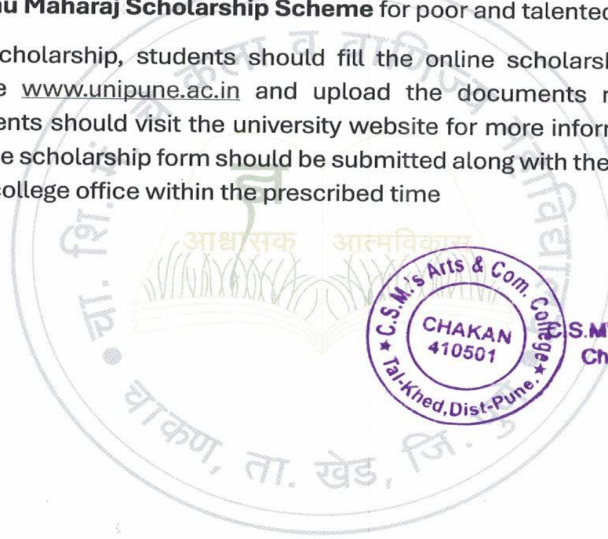 u Maharaj Scholarship Scheme for poor and talented
cholarship, students should fill the online scholars
e www.unipune.ac.in and upload the documents
ents should visit the university website for more infor
e scholarship form should be submitted along with the
college office within the prescribed time
आश्वासक आत्मविकास
C.S.M.'s Arts & Com. College
CHAKAN
410501
Tal-Khed, Dist-Pune.
S.M
Ch
चाकण, ता. खेड, जि. पुणे